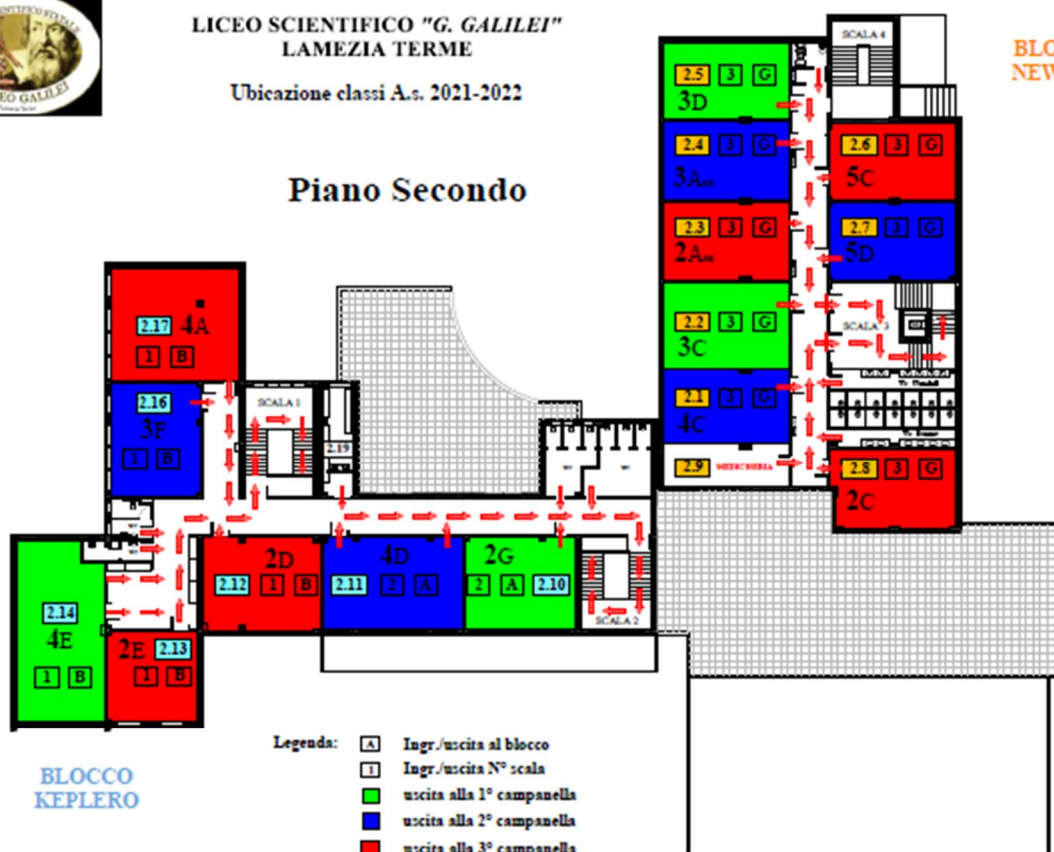 LICEO SCIENTIFICO "G. GALILEI"
LAMEZIA TERME
Ubicazione classi A.s. 2021-2022
Piano Secondo
BLO
NEW
SCALA 4
2.5 3 G
3D
2.4 3 G
2.6 3 G
5C
2.3 3 G
2.7 3 G
5D
2.2 3 G
3C
SCALA 3
2.1 3 G
4C
2.9 MEDICHERIA
2.8 3 G
2C
2.17 4A
1 B
2.16
3F
1 B
SCALA 1
2.19
2D
2.12 1 B
4D
2.11 2 A
2G
2 A 2.10
SCALA 2
2.14
4E
1 B
2E 2.13
1 B
BLOCCO
KEPLERO
Legenda:
A Ingr./uscita al blocco
1 Ingr./uscita N° scala
uscita alla 1° campanella
uscita alla 2° campanella
uscita alla 3° campanella